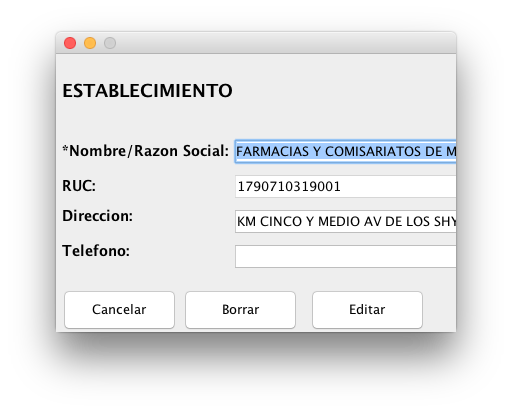 ESTABLECIMIENTO
*Nombre/Razon Social: FARMACIAS Y COMISARIATOS DE M
RUC: 1790710319001
Direccion: KM CINCO Y MEDIO AV DE LOS SHY
Telefono:
Cancelar Borrar Editar